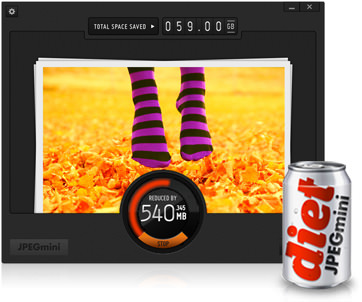 TOTAL SPACE SAVED
059.00 GB
REDUCED BY
540.345 MB
STOP
JPEGmini
diet
JPEGmini